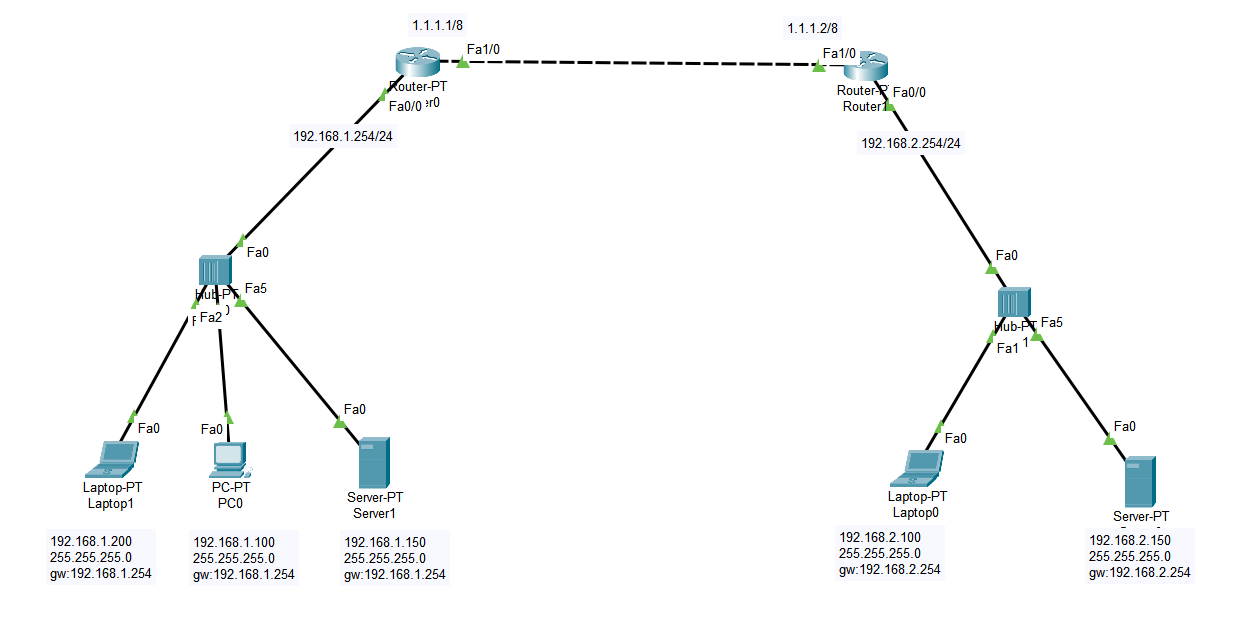 1.1.1.1/8
1.1.1.2/8
Fa1/0
Fa1/0
Router-PT
Fa0/0
192.168.1.254/24
Fa0/0
Router1
192.168.2.254/24
Fa0
Fa5
Hub-PT
Fa2
Fa0
Hub-PT
1
Fa5
Fa1
Fa0
Fa0
Fa0
Fa0
Fa0
Laptop-PT
Laptop1
PC-PT
PC0
Server-PT
Server1
Laptop-PT
Laptop0
Server-PT
192.168.1.200
255.255.255.0
gw:192.168.1.254
192.168.1.100
255.255.255.0
gw:192.168.1.254
192.168.1.150
255.255.255.0
gw:192.168.1.254
192.168.2.100
255.255.255.0
gw:192.168.2.254
192.168.2.150
255.255.255.0
gw:192.168.2.254